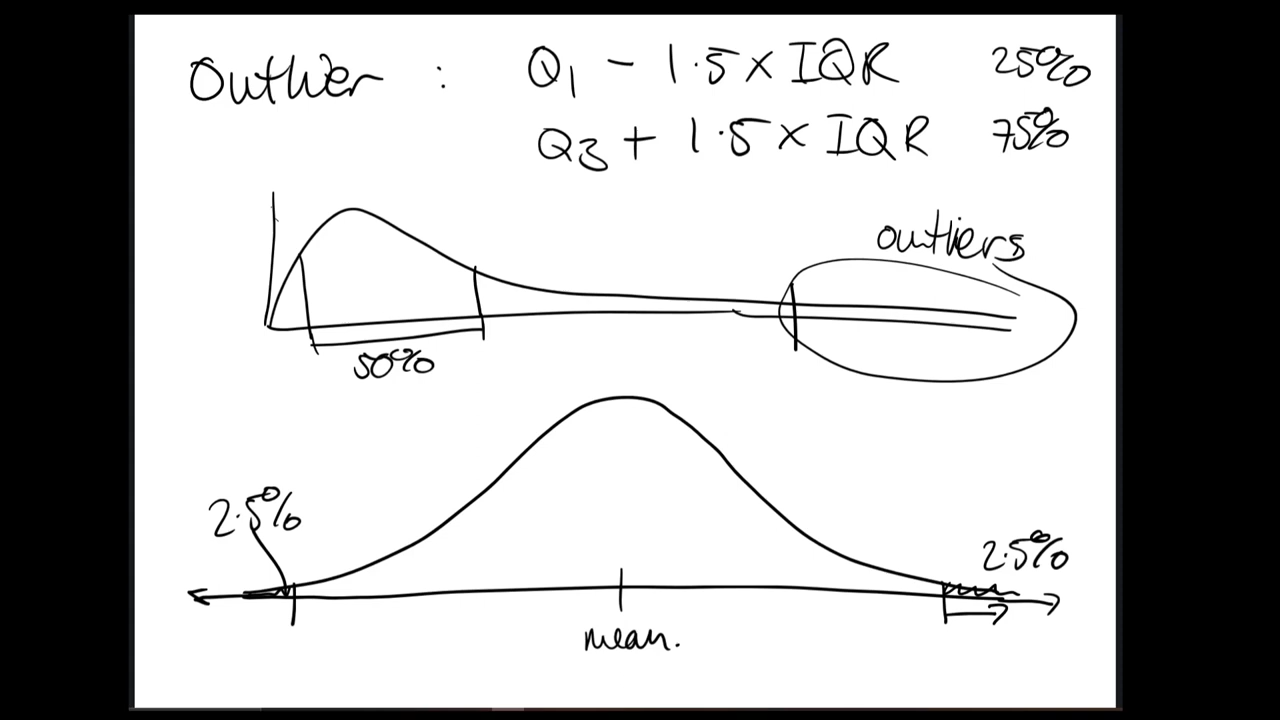 Outlier : Q1 - 1.5 x IQR 25%
Q3 + 1.5 x IQR 75%
outliers
50%
2.5%
2.5%
mean.